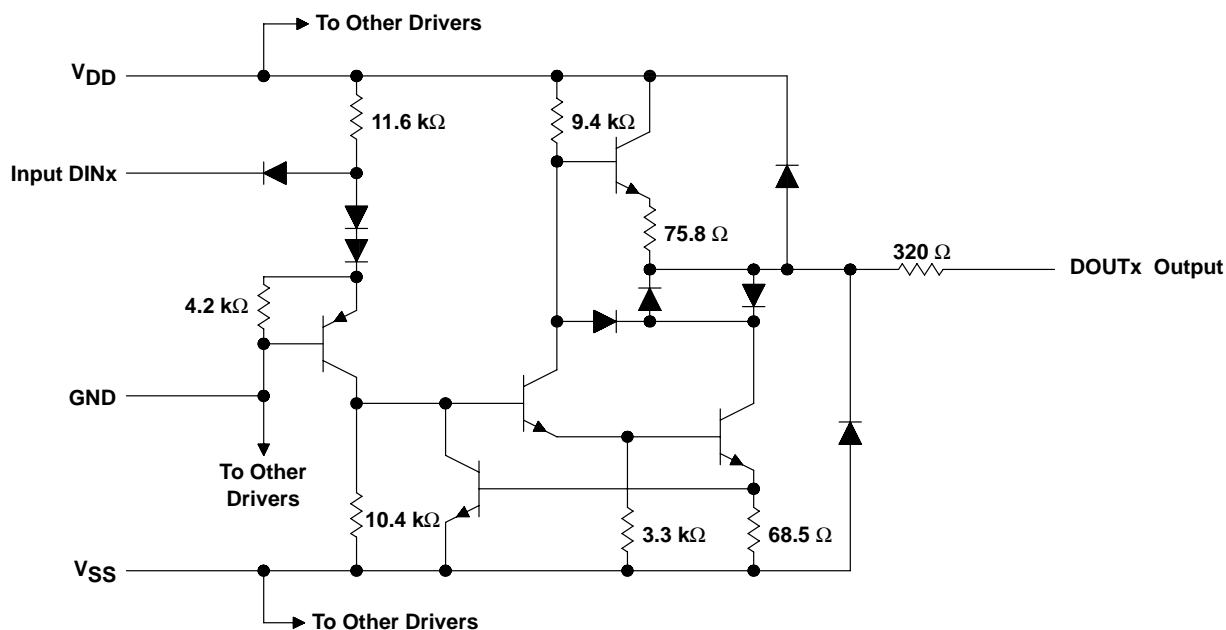 To Other Drivers
VDD
11.6 kΩ
9.4 kΩ
Input DINx
75.8 Ω
320 Ω
DOUTx Output
4.2 kΩ
GND
To Other
Drivers
10.4 kΩ
3.3 kΩ
68.5 Ω
VSS
To Other Drivers